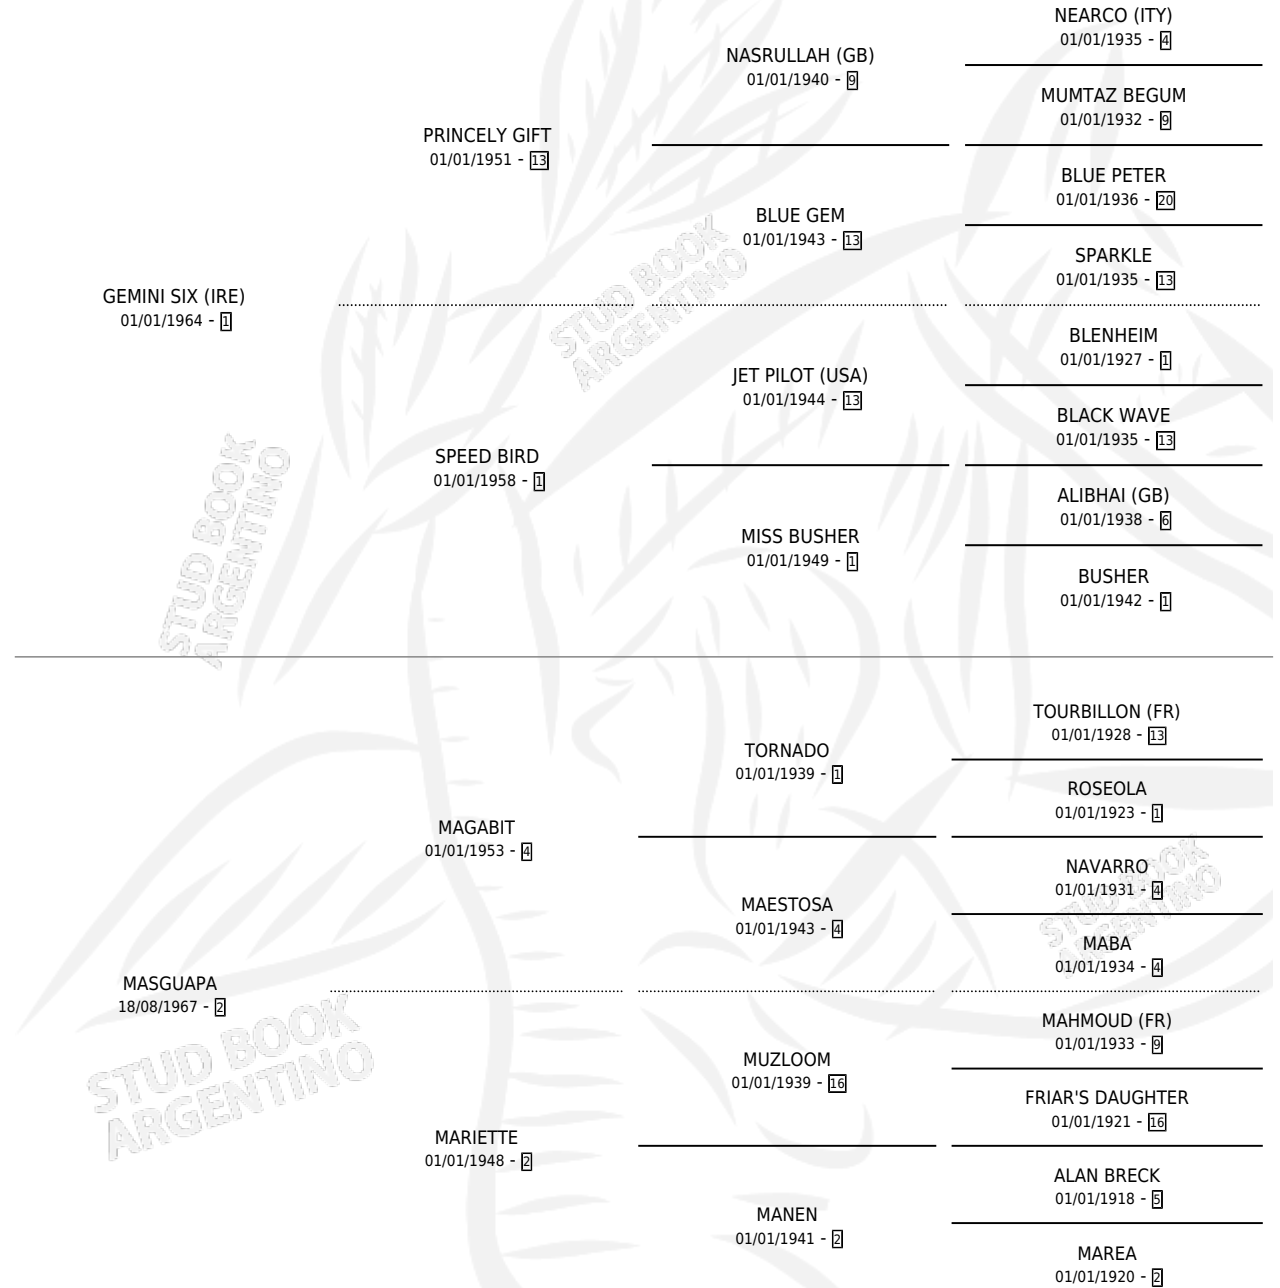 NEARCO (ITY)
01/01/1935 - 4
NASRULLAH (GB)
01/01/1940 - 9
MUMTAZ BEGUM
01/01/1932 - 9
PRINCELY GIFT
01/01/1951 - 13
BLUE PETER
01/01/1936 - 20
BLUE GEM
01/01/1943 - 13
SPARKLE
01/01/1935 - 13
GEMINI SIX (IRE)
01/01/1964 - 1
BLENHEIM
01/01/1927 - 1
JET PILOT (USA)
01/01/1944 - 13
BLACK WAVE
01/01/1935 - 13
SPEED BIRD
01/01/1958 - 1
ALIBHAI (GB)
01/01/1938 - 6
MISS BUSHER
01/01/1949 - 1
BUSHER
01/01/1942 - 1
TOURBILLON (FR)
01/01/1928 - 13
TORNADO
01/01/1939 - 1
ROSEOLA
01/01/1923 - 1
MAGABIT
01/01/1953 - 4
NAVARRO
01/01/1931 - 4
MAESTOSA
01/01/1943 - 4
MABA
01/01/1934 - 4
MASGUAPA
18/08/1967 - 2
MAHMOUD (FR)
01/01/1933 - 9
MUZLOOM
01/01/1939 - 16
FRIAR'S DAUGHTER
01/01/1921 - 16
MARIETTE
01/01/1948 - 2
ALAN BRECK
01/01/1918 - 5
MANEN
01/01/1941 - 2
MAREA
01/01/1920 - 2
STUD BOOK
ARGENTINO
STUD BOOK
ARGENTINO
STUD BOOK
ARGENTINO
STUD BOOK
ARGENTINO